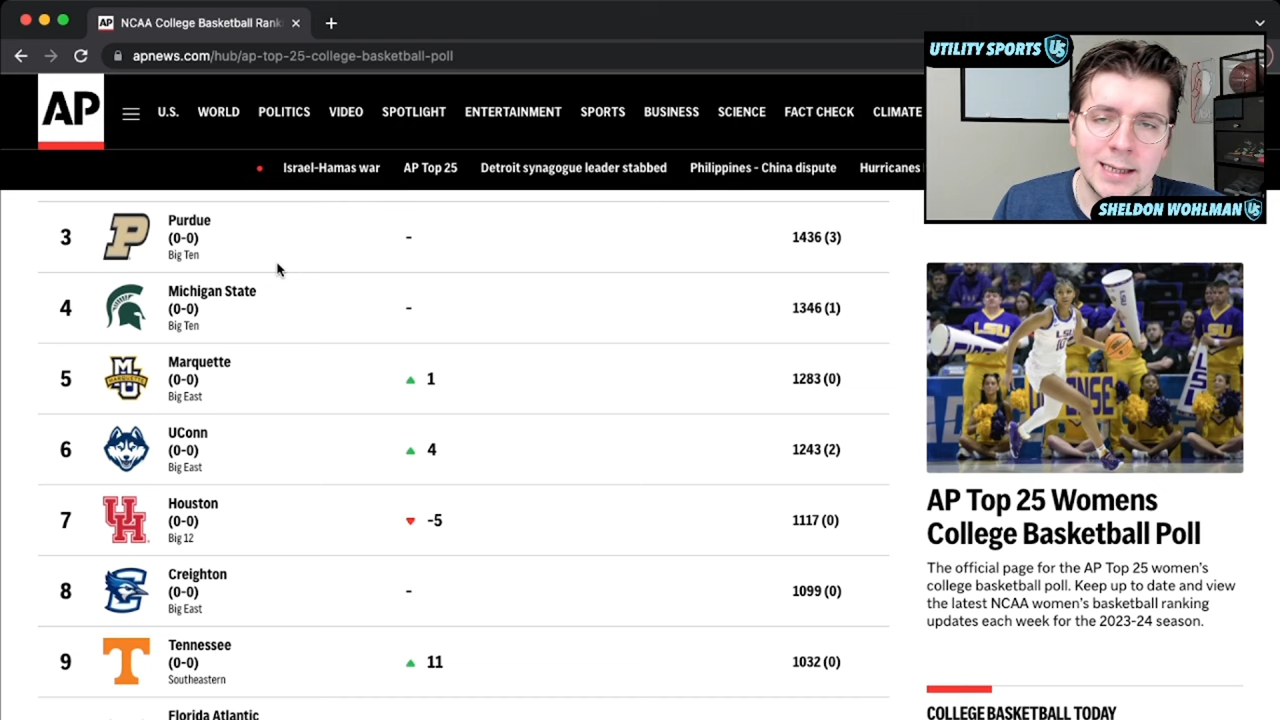 NCAA College Basketball Rank
apnews.com/hub/ap-top-25-college-basketball-poll
UTILITY SPORTS US
SHELDON WOHLMAN US
AP
U.S. WORLD POLITICS VIDEO SPOTLIGHT ENTERTAINMENT SPORTS BUSINESS SCIENCE FACT CHECK CLIMATE
Israel-Hamas war AP Top 25 Detroit synagogue leader stabbed Philippines - China dispute Hurricanes
3 Purdue
(0-0) - 1436 (3)
Big Ten
4 Michigan State
(0-0) - 1346 (1)
Big Ten
5 Marquette
(0-0) 1 1283 (0)
Big East
6 UConn
(0-0) 4 1243 (2)
Big East
7 Houston
(0-0) -5 1117 (0)
Big 12
8 Creighton
(0-0) - 1099 (0)
Big East
9 Tennessee
(0-0) 11 1032 (0)
Southeastern
Florida Atlantic
LSU
AP Top 25 Womens
College Basketball Poll
The official page for the AP Top 25 women's
college basketball poll. Keep up to date and view
the latest NCAA women's basketball ranking
updates each week for the 2023-24 season.
COLLEGE BASKETBALL TODAY